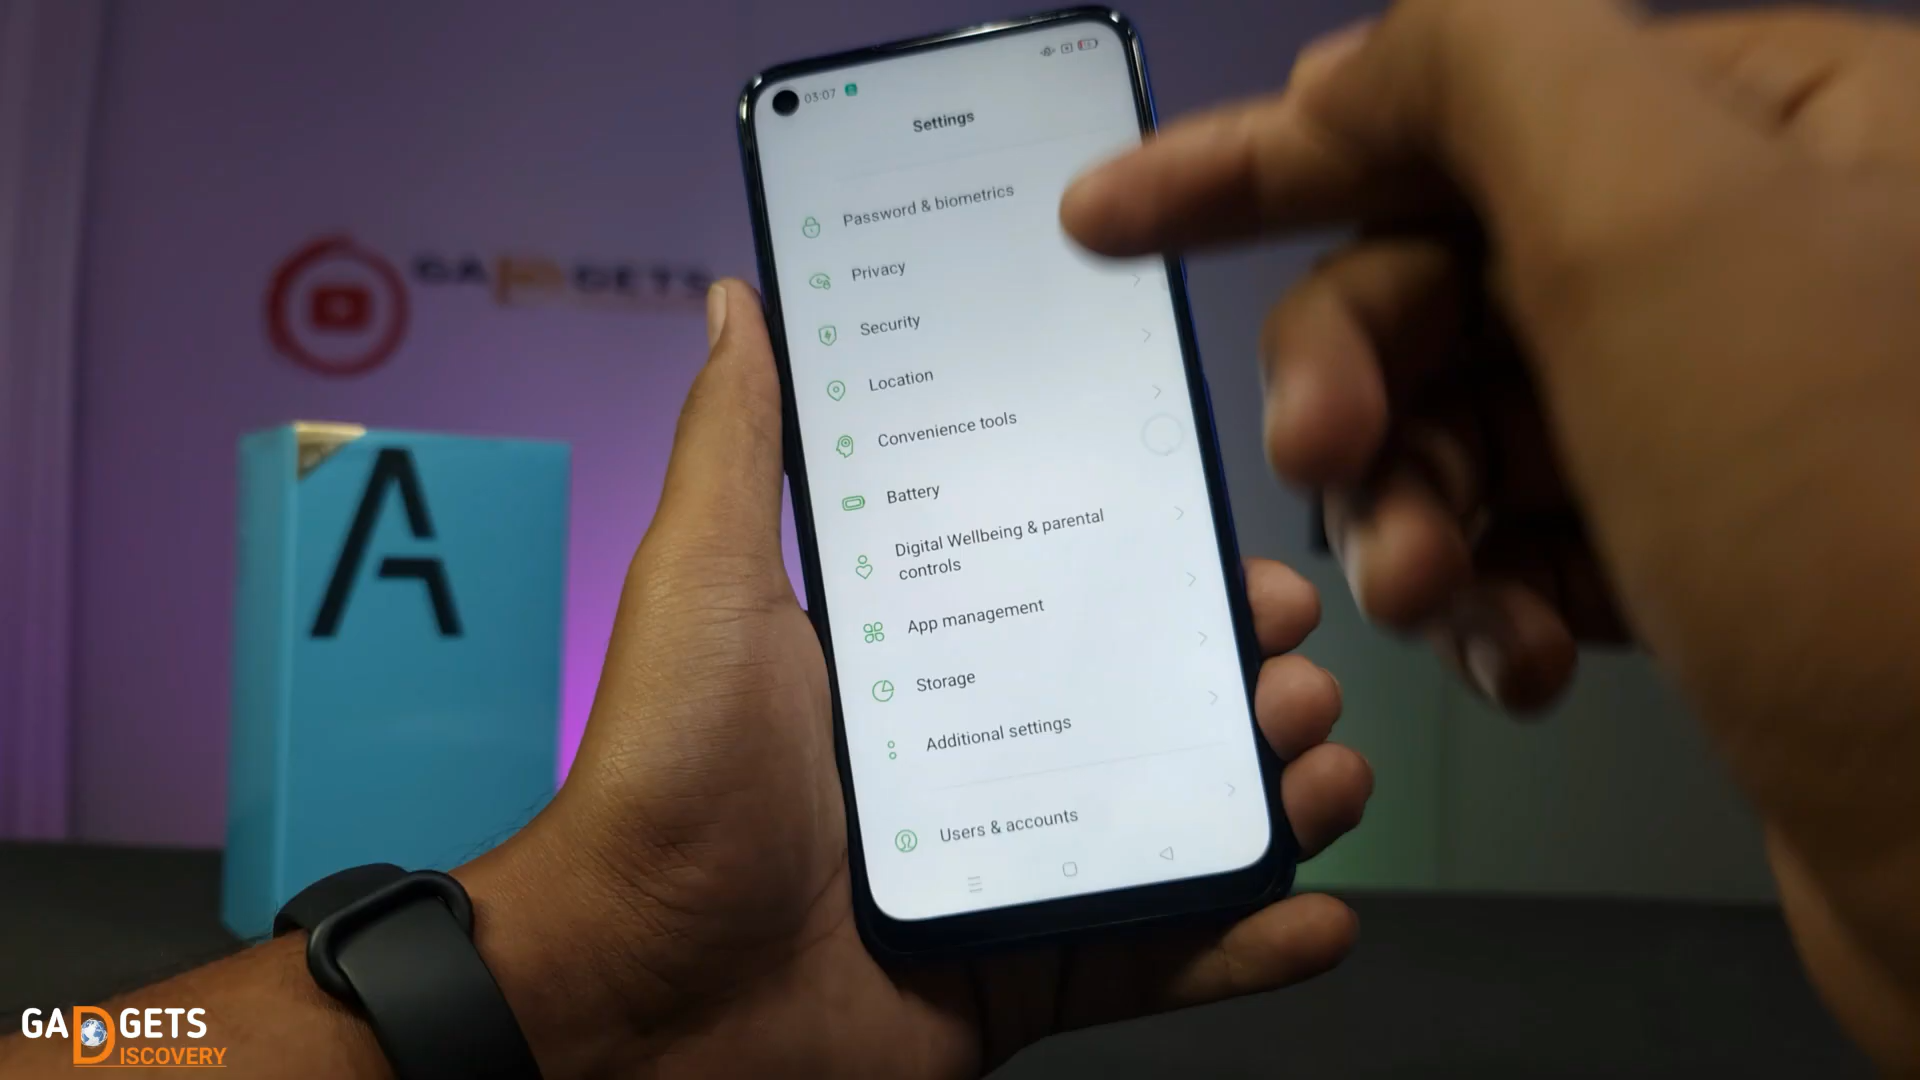 03:07
Settings
Password & biometrics
Privacy
Security
Location
Convenience tools
Battery
Digital Wellbeing & parental
controls
App management
Storage
Additional settings
Users & accounts
GADGETS
A
GADGETS
DISCOVERY